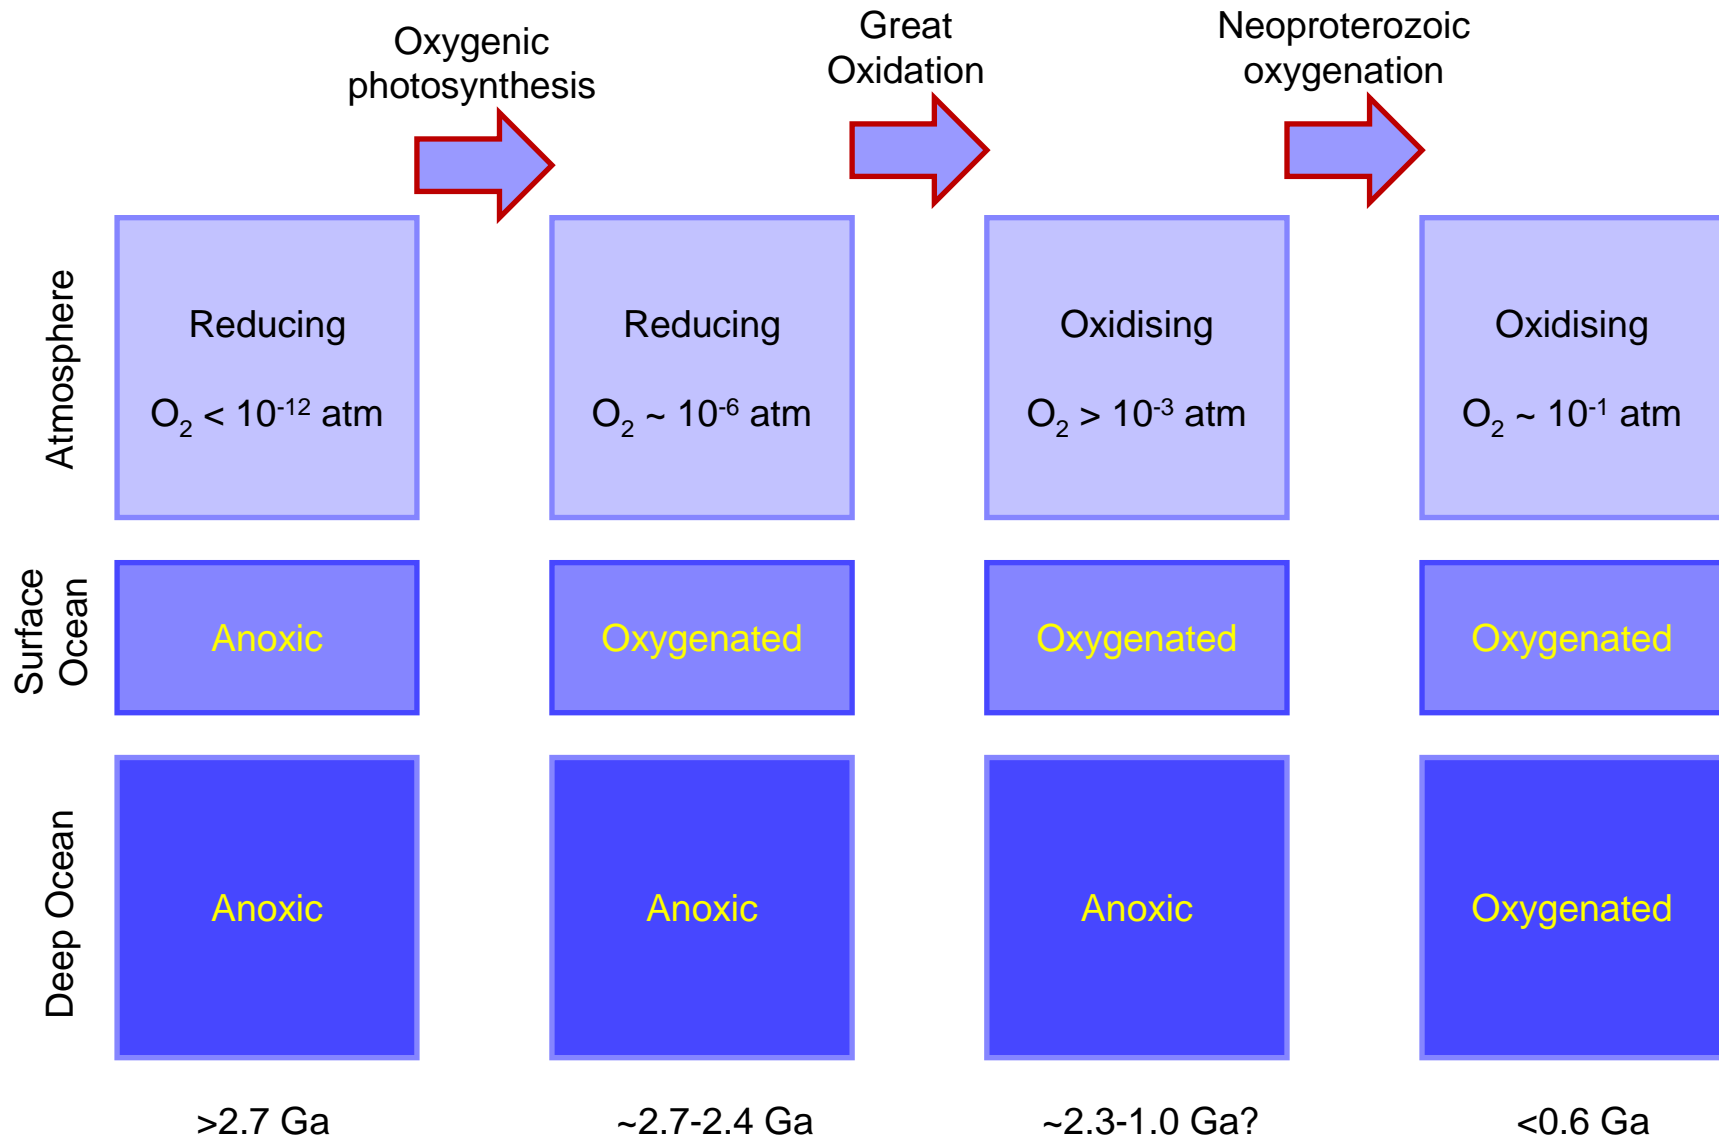 Oxygenic
photosynthesis
Great
Oxidation
Neoproterozoic
oxygenation
Atmosphere
Reducing
O₂ < 10⁻¹² atm
Reducing
O₂ ~ 10⁻⁶ atm
Oxidising
O₂ > 10⁻³ atm
Oxidising
O₂ ~ 10⁻¹ atm
Surface
Ocean
Anoxic
Oxygenated
Oxygenated
Oxygenated
Deep Ocean
Anoxic
Anoxic
Anoxic
Oxygenated
>2.7 Ga
~2.7-2.4 Ga
~2.3-1.0 Ga?
<0.6 Ga